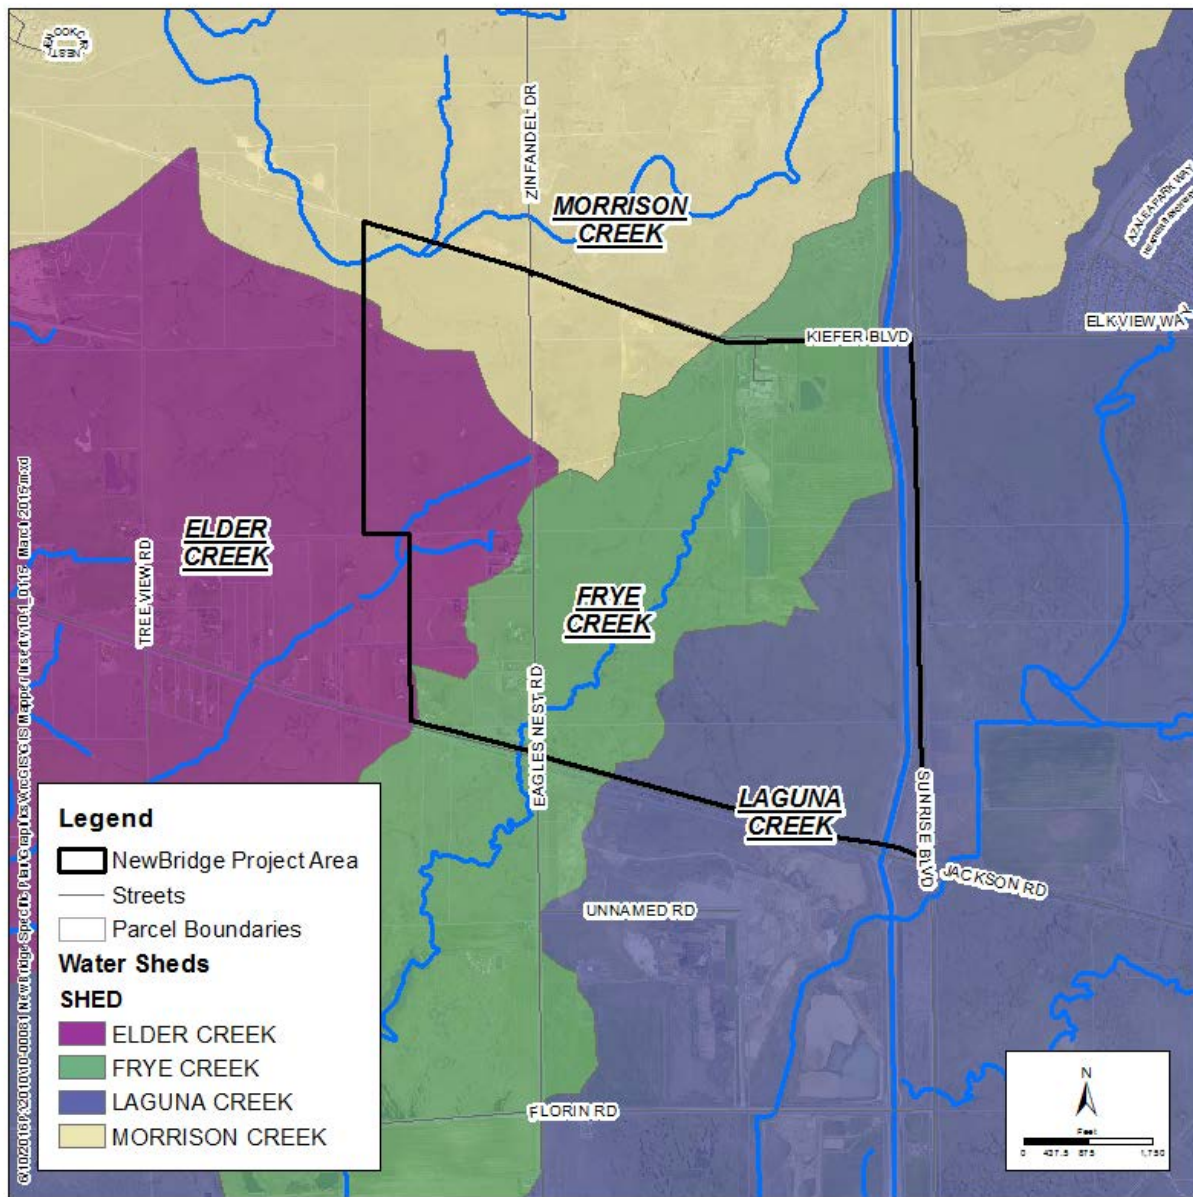 ZINFANDEL DR
MORRISON
CREEK
AZALEA PARK WAY
ELK VIEW WAY
KIEFER BLVD
ELDER
CREEK
TREE VIEW RD
FRYE
CREEK
EAGLES NEST RD
LAGUNA
CREEK
SUNRISE BLVD
JACKSON RD
UNNAMED RD
FLORIN RD
Legend
NewBridge Project Area
Streets
Parcel Boundaries
Water Sheds
SHED
ELDER CREEK
FRYE CREEK
LAGUNA CREEK
MORRISON CREEK
N
Feet
0 437.5 875 1,750